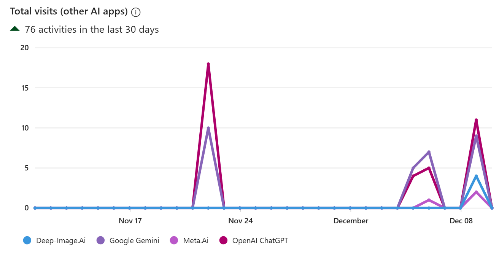 Total visits (other AI apps) ⓘ
76 activities in the last 30 days
20
15
10
5
0
Nov 17 Nov 24 December Dec 08
Deep Image.Ai Google Gemini Meta.Ai OpenAI ChatGPT